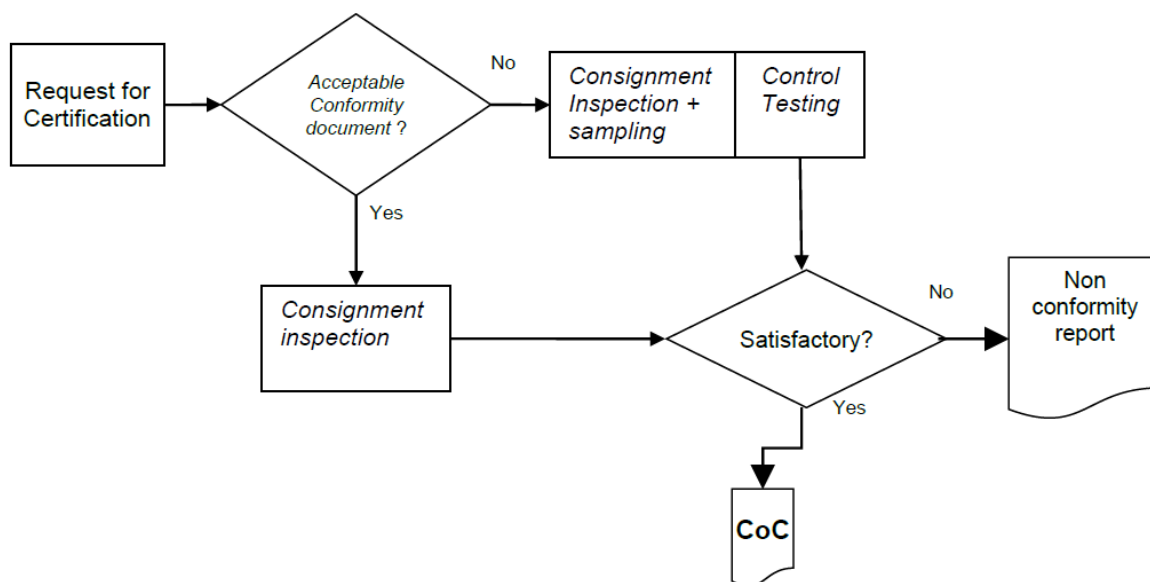 Request for
Certification
Acceptable
Conformity
document ?
No
Consignment
Inspection +
sampling
Control
Testing
Yes
Consignment
inspection
Satisfactory?
No
Non
conformity
report
Yes
CoC